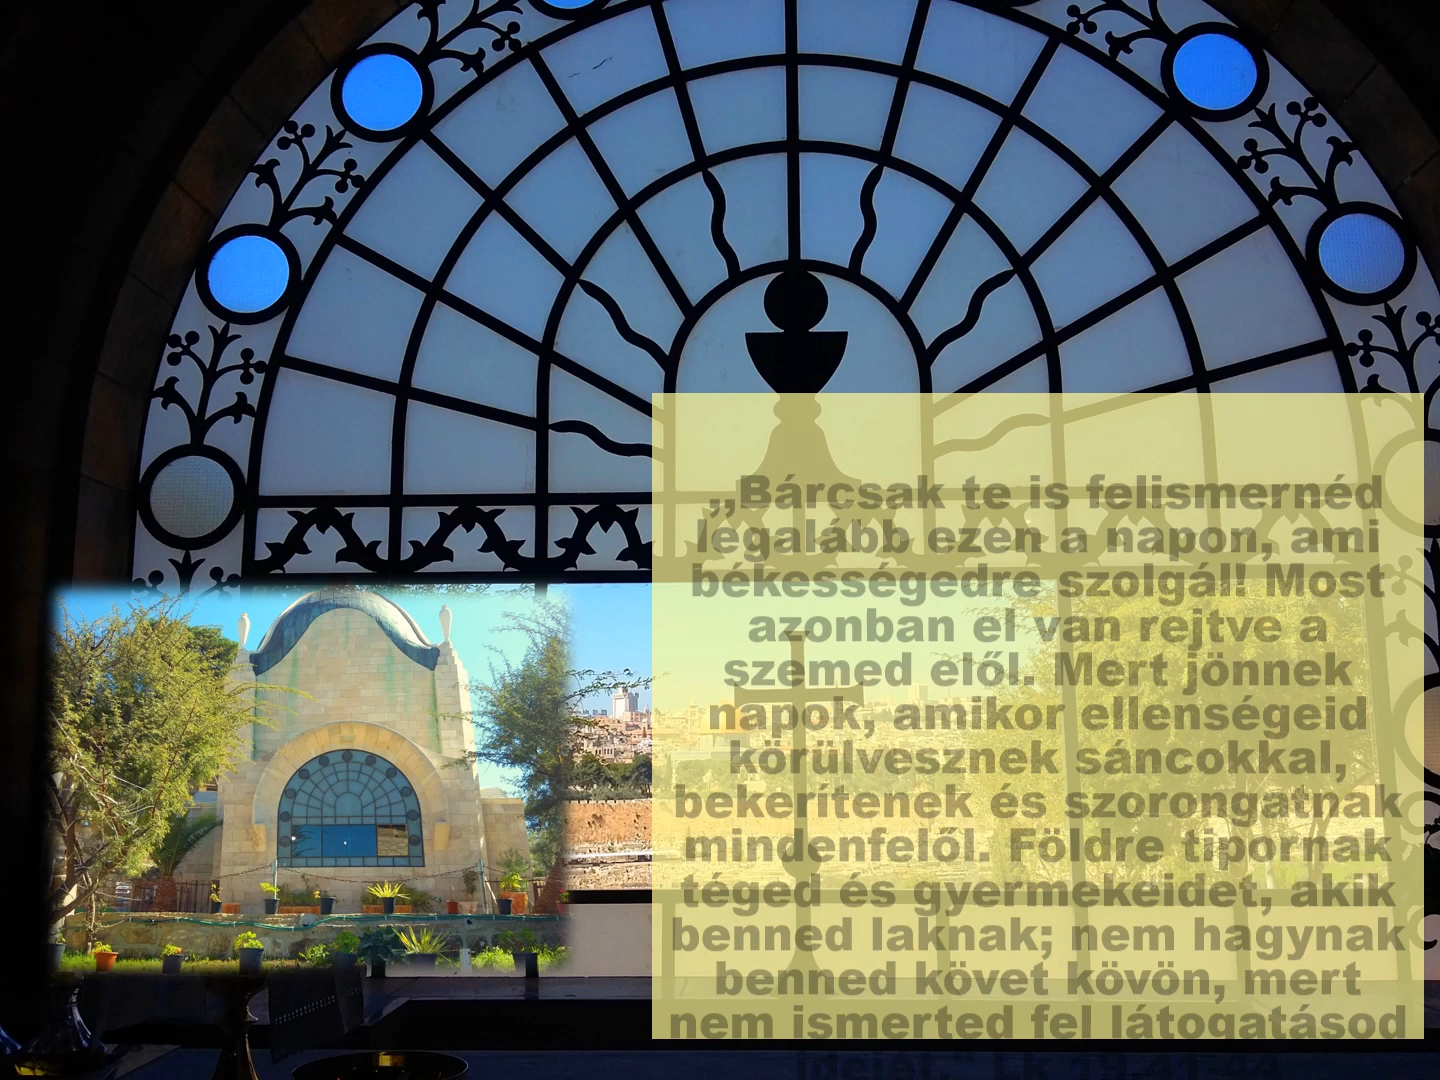 „Bárcsak te is felismernéd
legalább ezen a napon, ami
békességedre szolgál! Most
azonban el van rejtve a
szemed elől. Mert jönnek
napok, amikor ellenségeid
körülvesznek sáncokkal,
bekerítenek és szorongatnak
mindenfelől. Földre tipornak
téged és gyermekeidet, akik
benned laknak; nem hagynak
benned követ kövön, mert
nem ismerted fel látogatásod
idejét." Lk